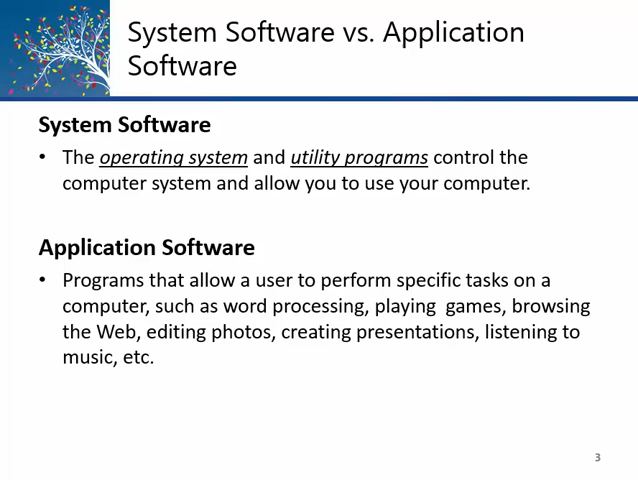 System Software vs. Application
Software
System Software
• The operating system and utility programs control the
computer system and allow you to use your computer.
Application Software
• Programs that allow a user to perform specific tasks on a
computer, such as word processing, playing  games, browsing
the Web, editing photos, creating presentations, listening to
music, etc.
3